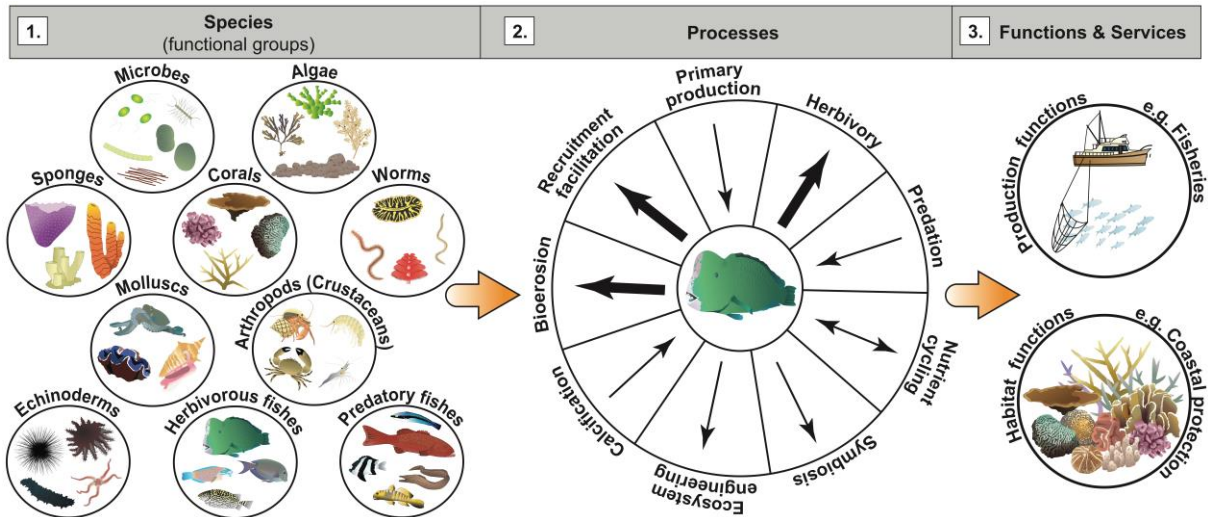 1.
Species
(functional groups)
2.
Processes
3.
Functions & Services
Microbes
Algae
Sponges
Corals
Worms
Molluscs
Arthropods (Crustaceans)
Echinoderms
Herbivorous fishes
Predatory fishes
Primary
production
Herbivory
Predation
Nutrient
cycling
Symbiosis
Ecosystem
engineering
Calcification
Bioerosion
Recruitment
facilitation
Production functions
e.g. Fisheries
Habitat functions
e.g. Coastal protection